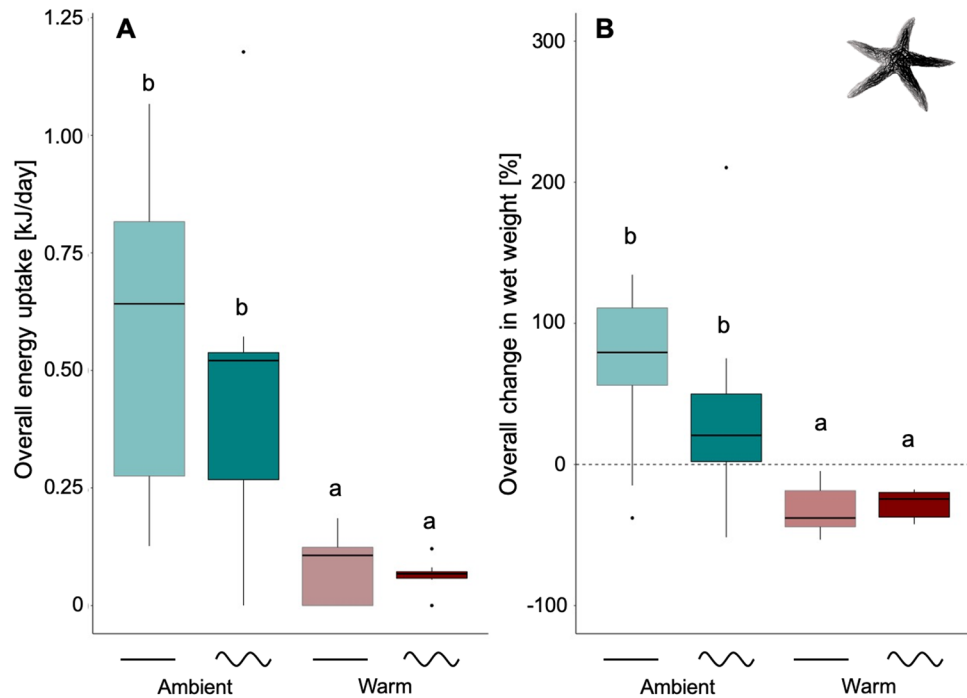 A
Overall energy uptake [kJ/day]
1.25
1.00
0.75
0.50
0.25
0
b
b
a
a
Ambient
Warm
B
Overall change in wet weight [%]
300
200
100
0
-100
b
b
a
a
Ambient
Warm